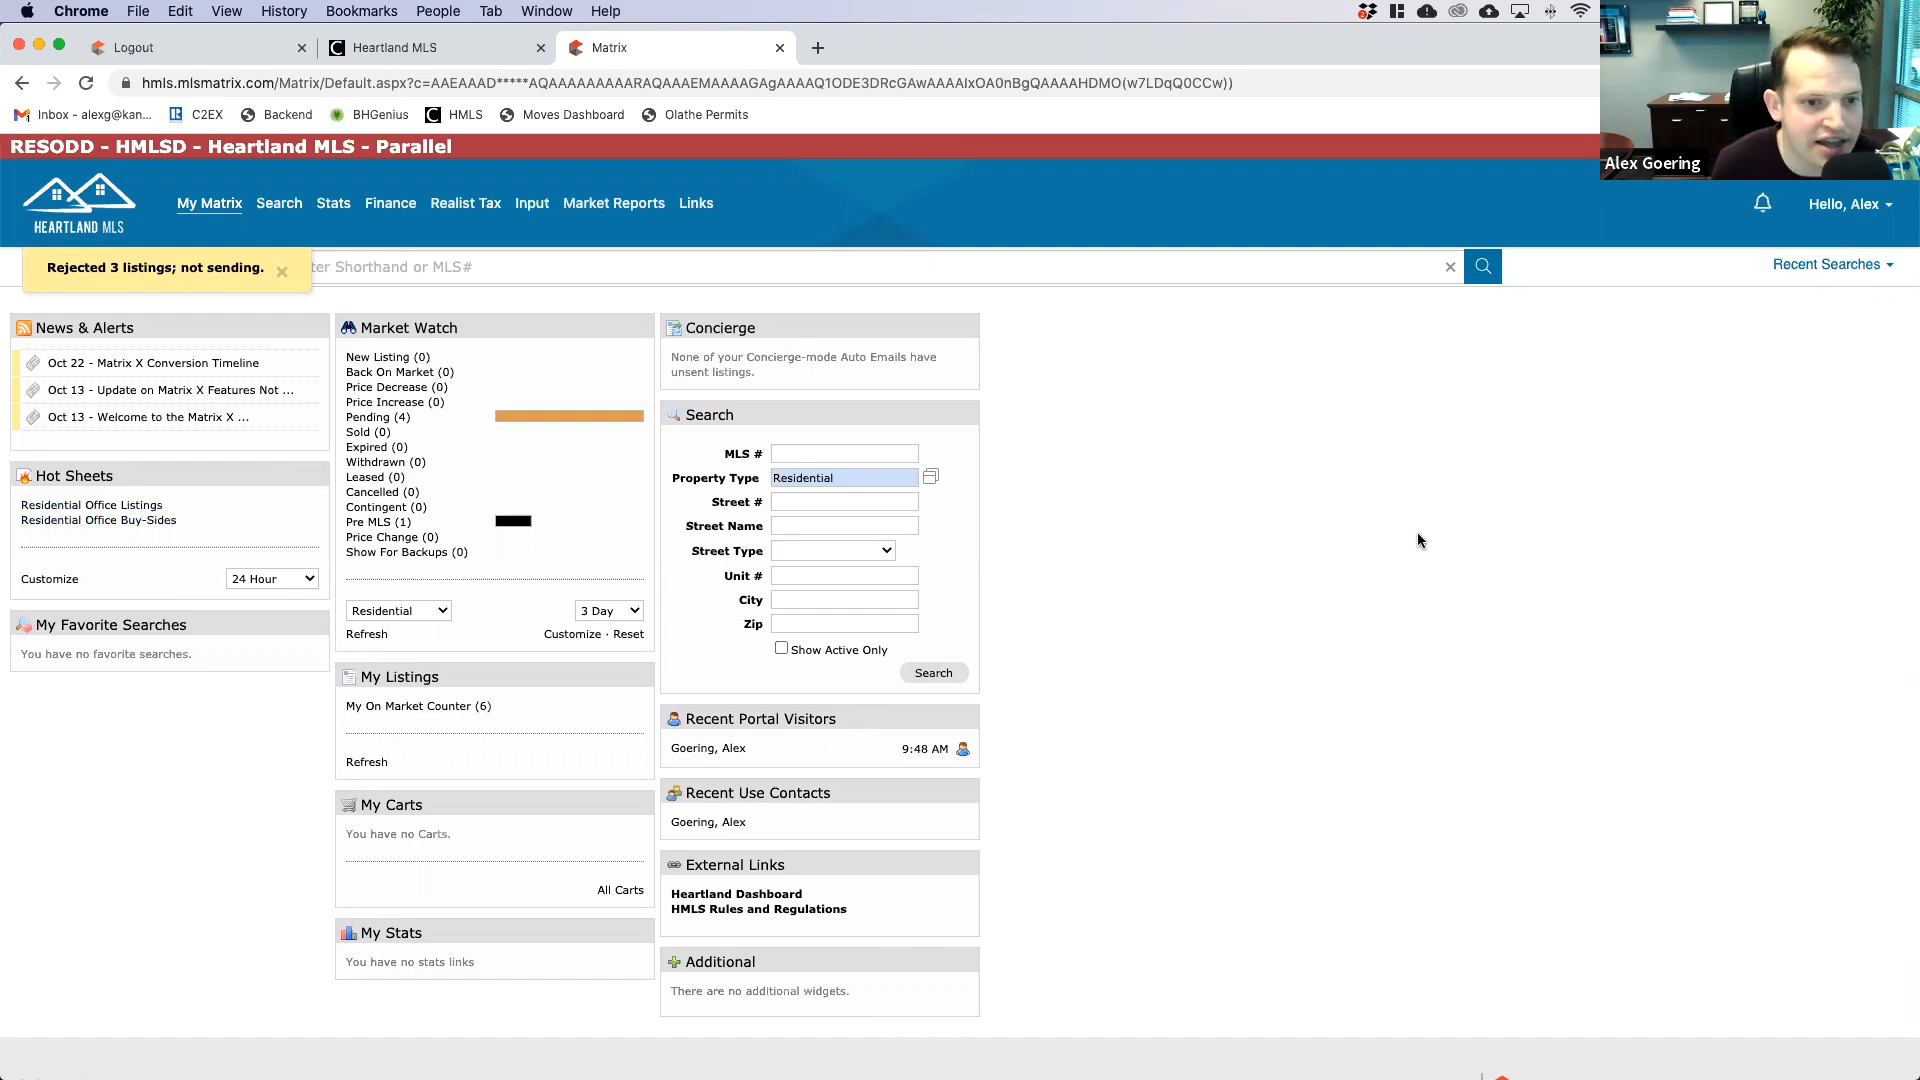 Chrome File Edit View History Bookmarks People Tab Window Help
Logout
Heartland MLS
Matrix
hmls.mlsmatrix.com/Matrix/Default.aspx?c=AAEAAAD*****AQAAAAAAAAARAQAAAEMAAAAGAgAAAAQ1ODE3DRcGAwAAAAIxOA0nBgQAAAAHDMO(w7LDqQ0CCw))
Inbox - alexg@kan... C2EX Backend BHGenius HMLS Moves Dashboard Olathe Permits
Alex Goering
RESODD - HMLSD - Heartland MLS - Parallel
HEARTLAND MLS
My Matrix Search Stats Finance Realist Tax Input Market Reports Links
Hello, Alex
Rejected 3 listings; not sending.
ter Shorthand or MLS#
Recent Searches
News & Alerts
Oct 22 - Matrix X Conversion Timeline
Oct 13 - Update on Matrix X Features Not ...
Oct 13 - Welcome to the Matrix X ...
Hot Sheets
Residential Office Listings
Residential Office Buy-Sides
Customize 24 Hour
My Favorite Searches
You have no favorite searches.
Market Watch
New Listing (0)
Back On Market (0)
Price Decrease (0)
Price Increase (0)
Pending (4)
Sold (0)
Expired (0)
Withdrawn (0)
Leased (0)
Cancelled (0)
Contingent (0)
Pre MLS (1)
Price Change (0)
Show For Backups (0)
Residential 3 Day
Refresh Customize · Reset
My Listings
My On Market Counter (6)
Refresh
My Carts
You have no Carts.
All Carts
My Stats
You have no stats links
Concierge
None of your Concierge-mode Auto Emails have
unsent listings.
Search
MLS #
Property Type Residential
Street #
Street Name
Street Type
Unit #
City
Zip
Show Active Only
Search
Recent Portal Visitors
Goering, Alex 9:48 AM
Recent Use Contacts
Goering, Alex
External Links
Heartland Dashboard
HMLS Rules and Regulations
Additional
There are no additional widgets.